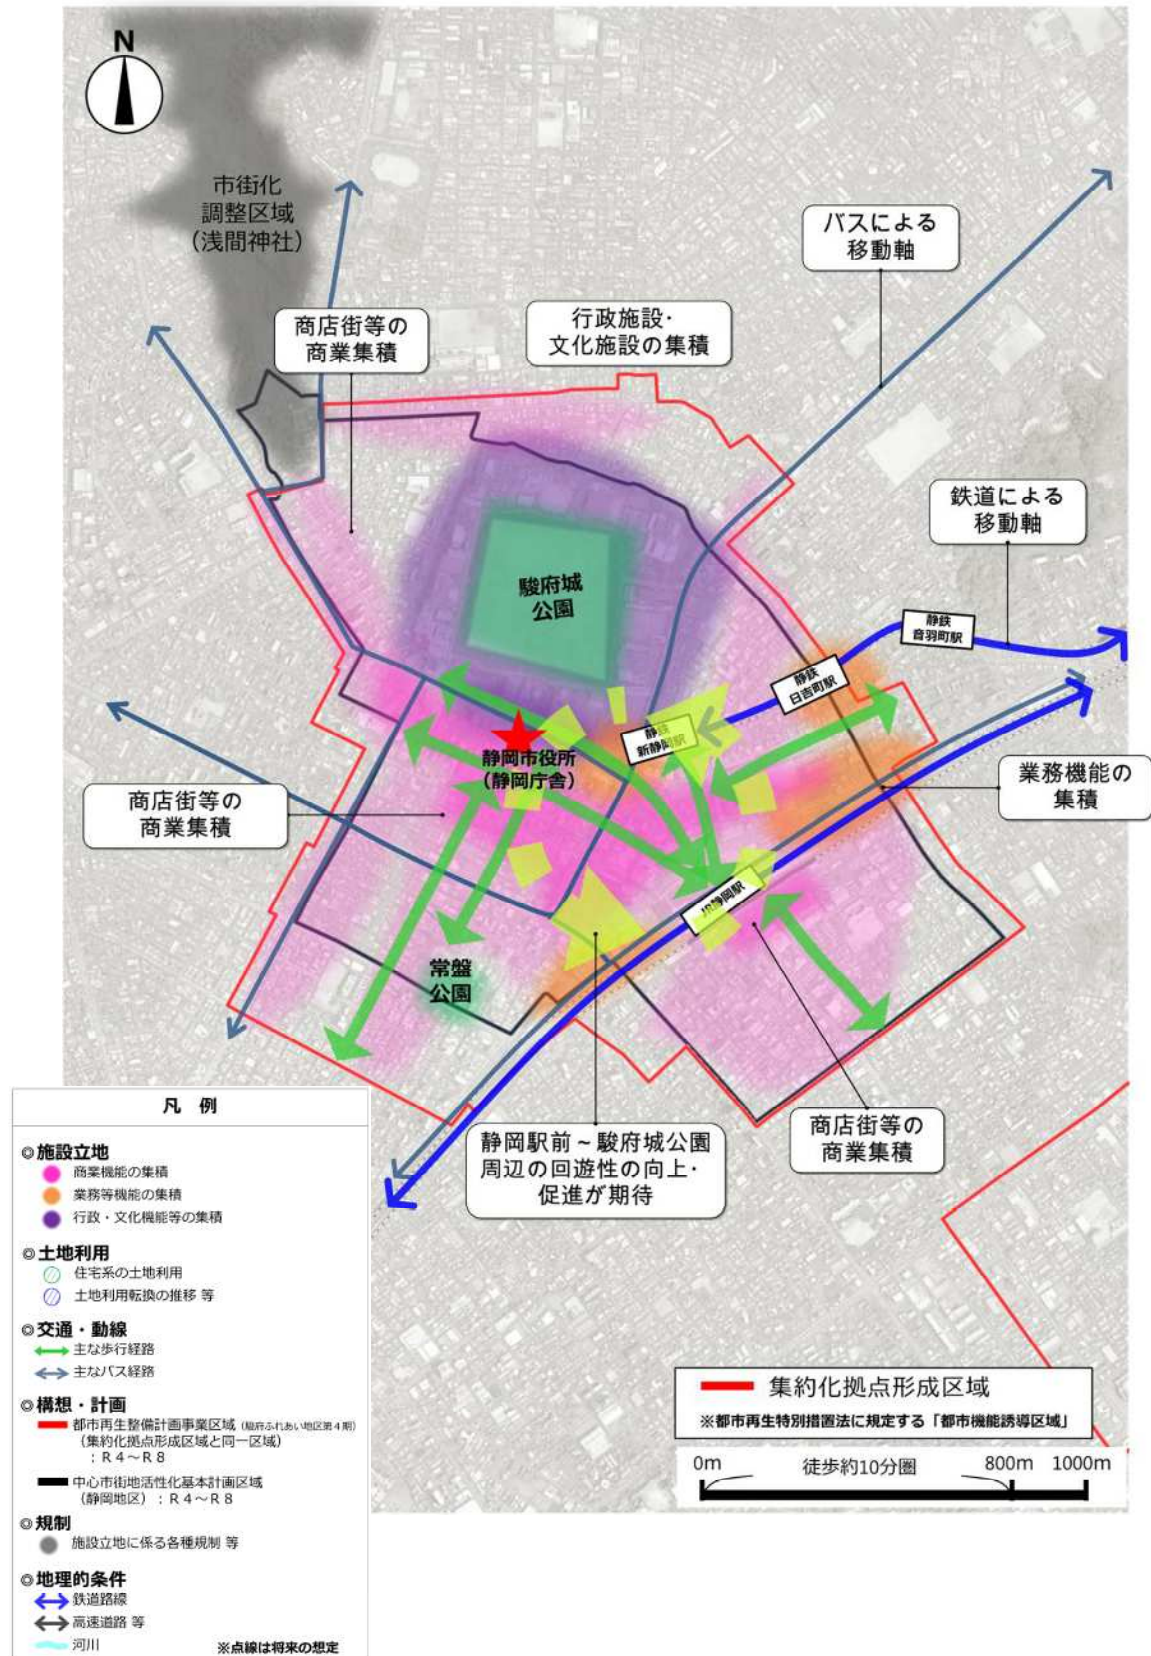 N
市街化
調整区域
（浅間神社）
バスによる
移動軸
商店街等の
商業集積
行政施設・
文化施設の集積
鉄道による
移動軸
駿府城
公園
静鉄
音羽町駅
静鉄
日吉町駅
静鉄
新静岡駅
静岡市役所
（静岡庁舎）
業務機能の
集積
商店街等の
商業集積
JR静岡駅
常盤
公園
静岡駅前～駿府城公園
周辺の回遊性の向上・
促進が期待
商店街等の
商業集積
凡 例
◎施設立地
商業機能の集積
業務等機能の集積
行政・文化機能等の集積
◎土地利用
住宅系の土地利用
土地利用転換の推移 等
◎交通・動線
主な歩行経路
主なバス経路
◎構想・計画
都市再生整備計画事業区域（駿府ふれあい地区第４期）
（集約化拠点形成区域と同一区域）
：Ｒ４～Ｒ８
中心市街地活性化基本計画区域
（静岡地区）：Ｒ４～Ｒ８
◎規制
施設立地に係る各種規制 等
◎地理的条件
鉄道路線
高速道路 等
河川
※点線は将来の想定
集約化拠点形成区域
※都市再生特別措置法に規定する「都市機能誘導区域」
0m 徒歩約10分圏 800m 1000m